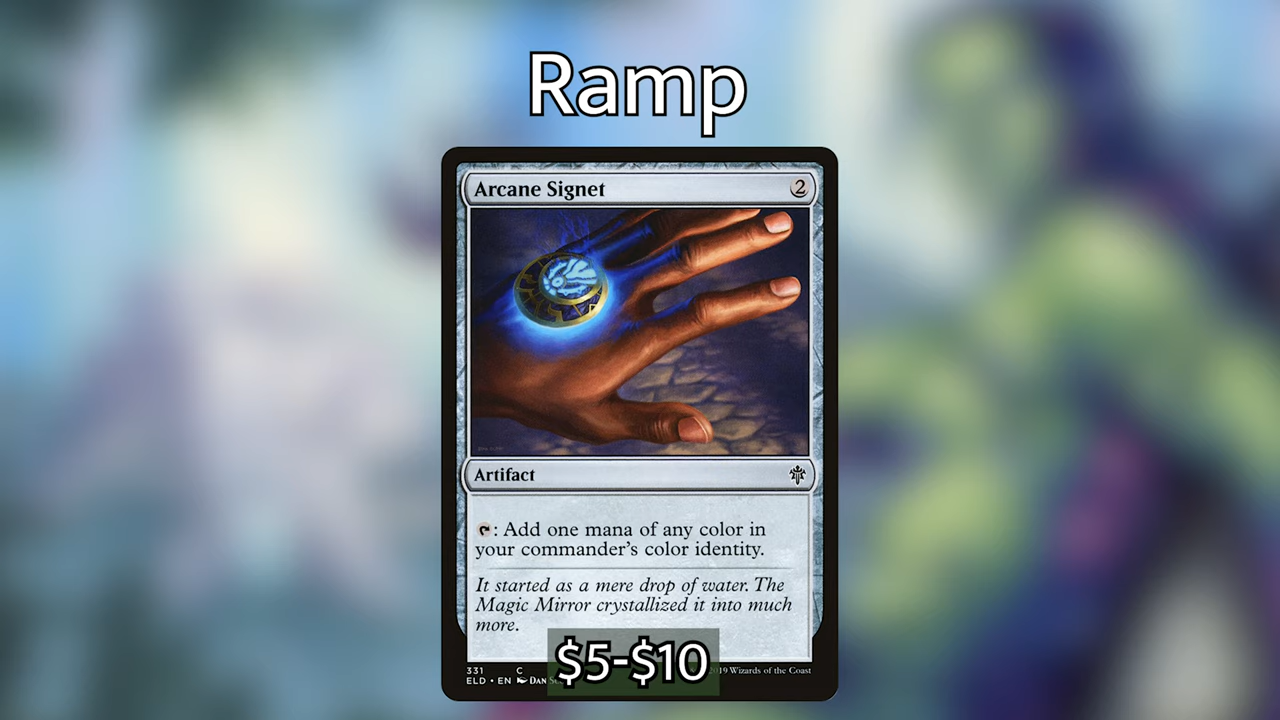 Ramp
Arcane Signet
2
Artifact
: Add one mana of any color in
your commander's color identity.
It started as a mere drop of water. The
Magic Mirror crystallized it into much
more.
$5-$10
331 C
ELD • EN DAN
2019 Wizards of the Coast